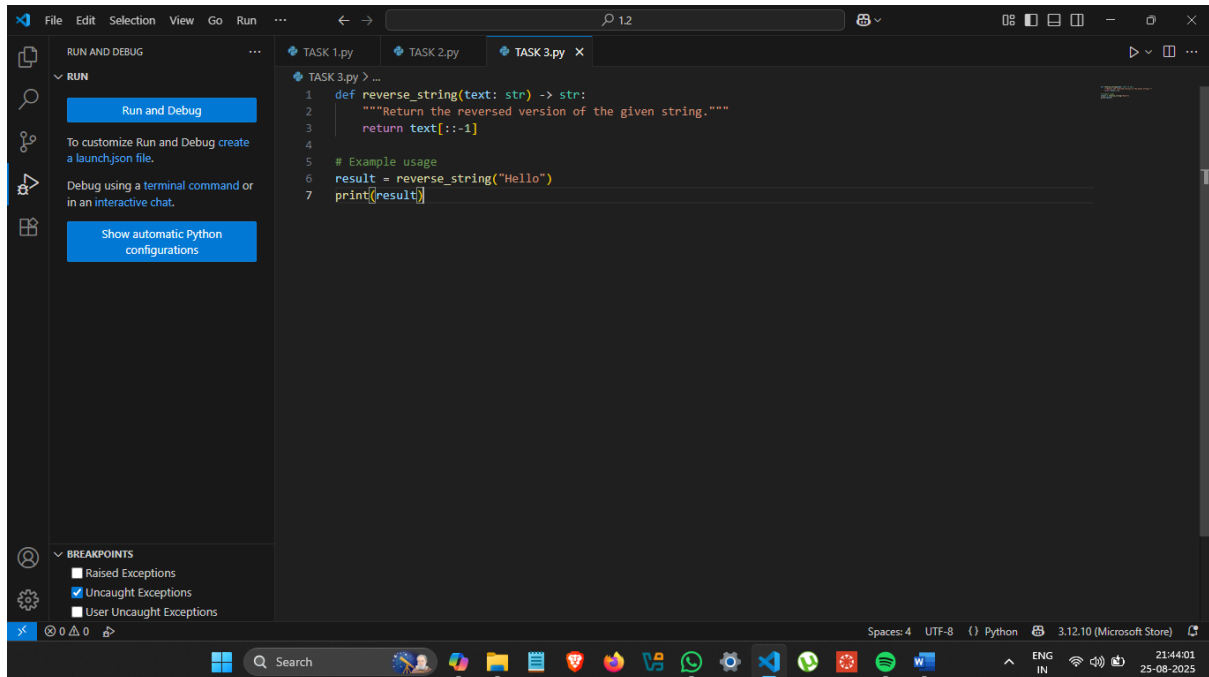 File Edit Selection View Go Run ··· ← → 1.2
RUN AND DEBUG ···
RUN
Run and Debug
To customize Run and Debug create
a launch.json file.
Debug using a terminal command or
in an interactive chat.
Show automatic Python
configurations
TASK 1.py TASK 2.py TASK 3.py ×
TASK 3.py > ...
1 def reverse_string(text: str) -> str:
2     """Return the reversed version of the given string."""
3     return text[::-1]
4
5 # Example usage
6 result = reverse_string("Hello")
7 print(result)
BREAKPOINTS
Raised Exceptions
Uncaught Exceptions
User Uncaught Exceptions
0 0 Spaces: 4 UTF-8 {} Python 3.12.10 (Microsoft Store)
Search ENG 21:44:01
IN 25-08-2025